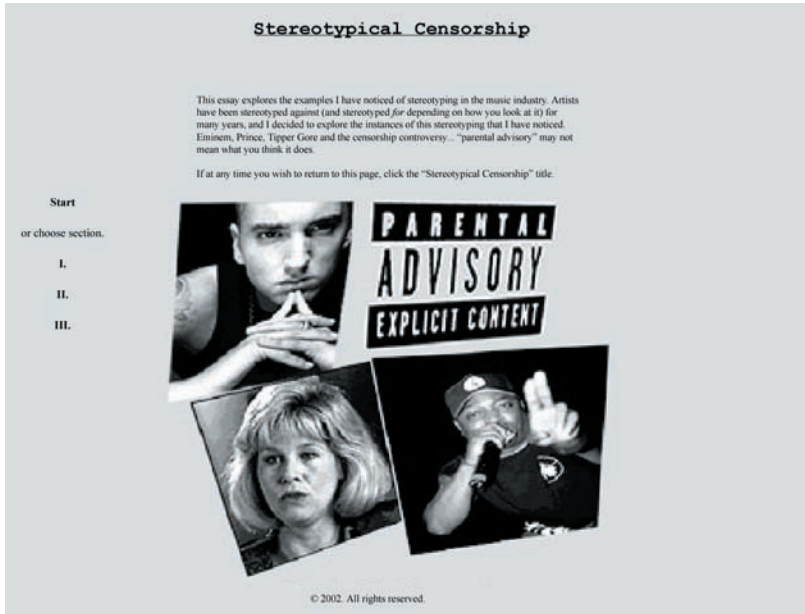 Stereotypical Censorship
This essay explores the examples I have noticed of stereotyping in the music industry. Artists
have been stereotyped against (and stereotyped for depending on how you look at it) for
many years, and I decided to explore the instances of this stereotyping that I have noticed.
Eminem, Prince, Tipper Gore and the censorship controversy... “parental advisory” may not
mean what you think it does.
If at any time you wish to return to this page, click the “Stereotypical Censorship” title.
Start
or choose section.
I.
II.
III.
PARENTAL
ADVISORY
EXPLICIT CONTENT
© 2002. All rights reserved.